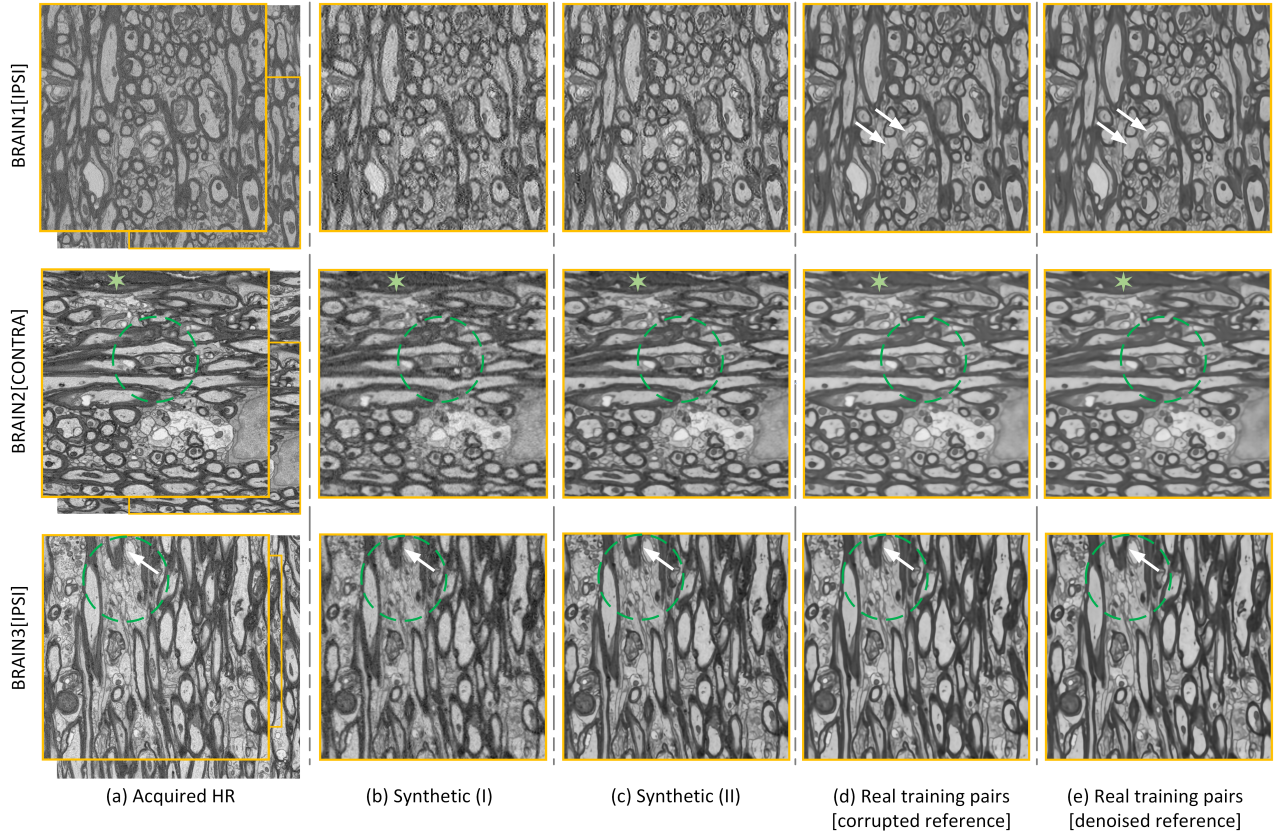 BRAIN1[IPSI]
BRAIN2[CONTRA]
BRAIN3[IPSI]
(a) Acquired HR
(b) Synthetic (I)
(c) Synthetic (II)
(d) Real training pairs
[corrupted reference]
(e) Real training pairs
[denoised reference]